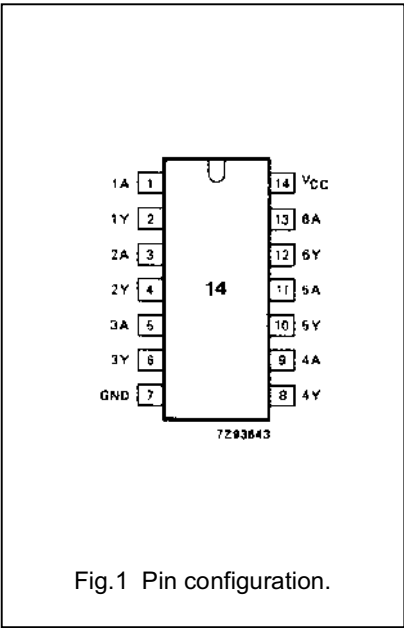 1A 1 14 VCC
1Y 2 13 6A
2A 3 12 6Y
2Y 4 14 11 5A
3A 5 10 5Y
3Y 6 9 4A
GND 7 8 4Y
7Z93843
Fig.1 Pin configuration.